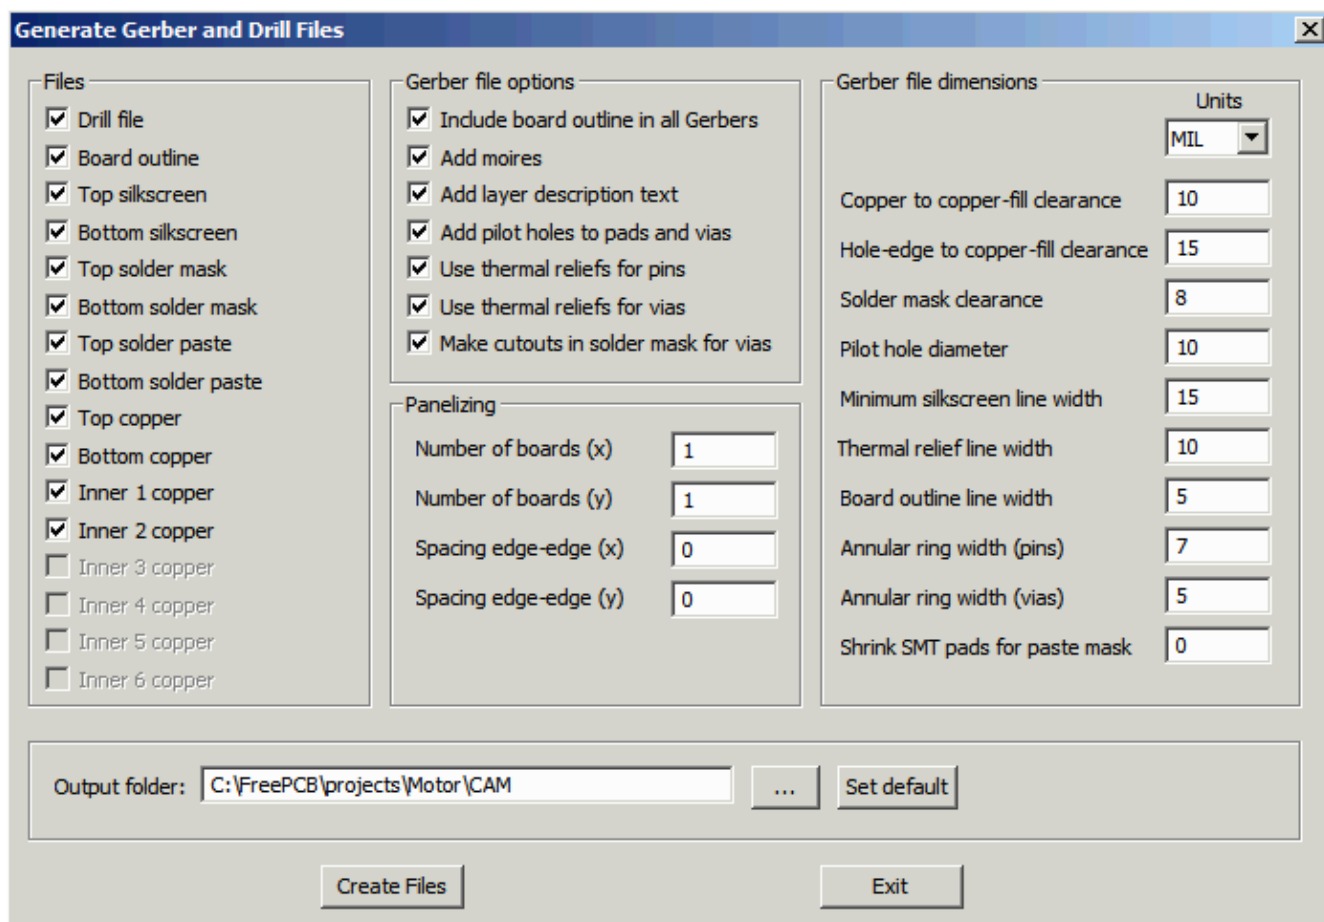 Generate Gerber and Drill Files
Files
Drill file
Board outline
Top silkscreen
Bottom silkscreen
Top solder mask
Bottom solder mask
Top solder paste
Bottom solder paste
Top copper
Bottom copper
Inner 1 copper
Inner 2 copper
Inner 3 copper
Inner 4 copper
Inner 5 copper
Inner 6 copper
Gerber file options
Include board outline in all Gerbers
Add moires
Add layer description text
Add pilot holes to pads and vias
Use thermal reliefs for pins
Use thermal reliefs for vias
Make cutouts in solder mask for vias
Panelizing
Number of boards (x) 1
Number of boards (y) 1
Spacing edge-edge (x) 0
Spacing edge-edge (y) 0
Gerber file dimensions
Units
MIL
Copper to copper-fill clearance 10
Hole-edge to copper-fill clearance 15
Solder mask clearance 8
Pilot hole diameter 10
Minimum silkscreen line width 15
Thermal relief line width 10
Board outline line width 5
Annular ring width (pins) 7
Annular ring width (vias) 5
Shrink SMT pads for paste mask 0
Output folder: C:\FreePCB\projects\Motor\CAM ... Set default
Create Files Exit